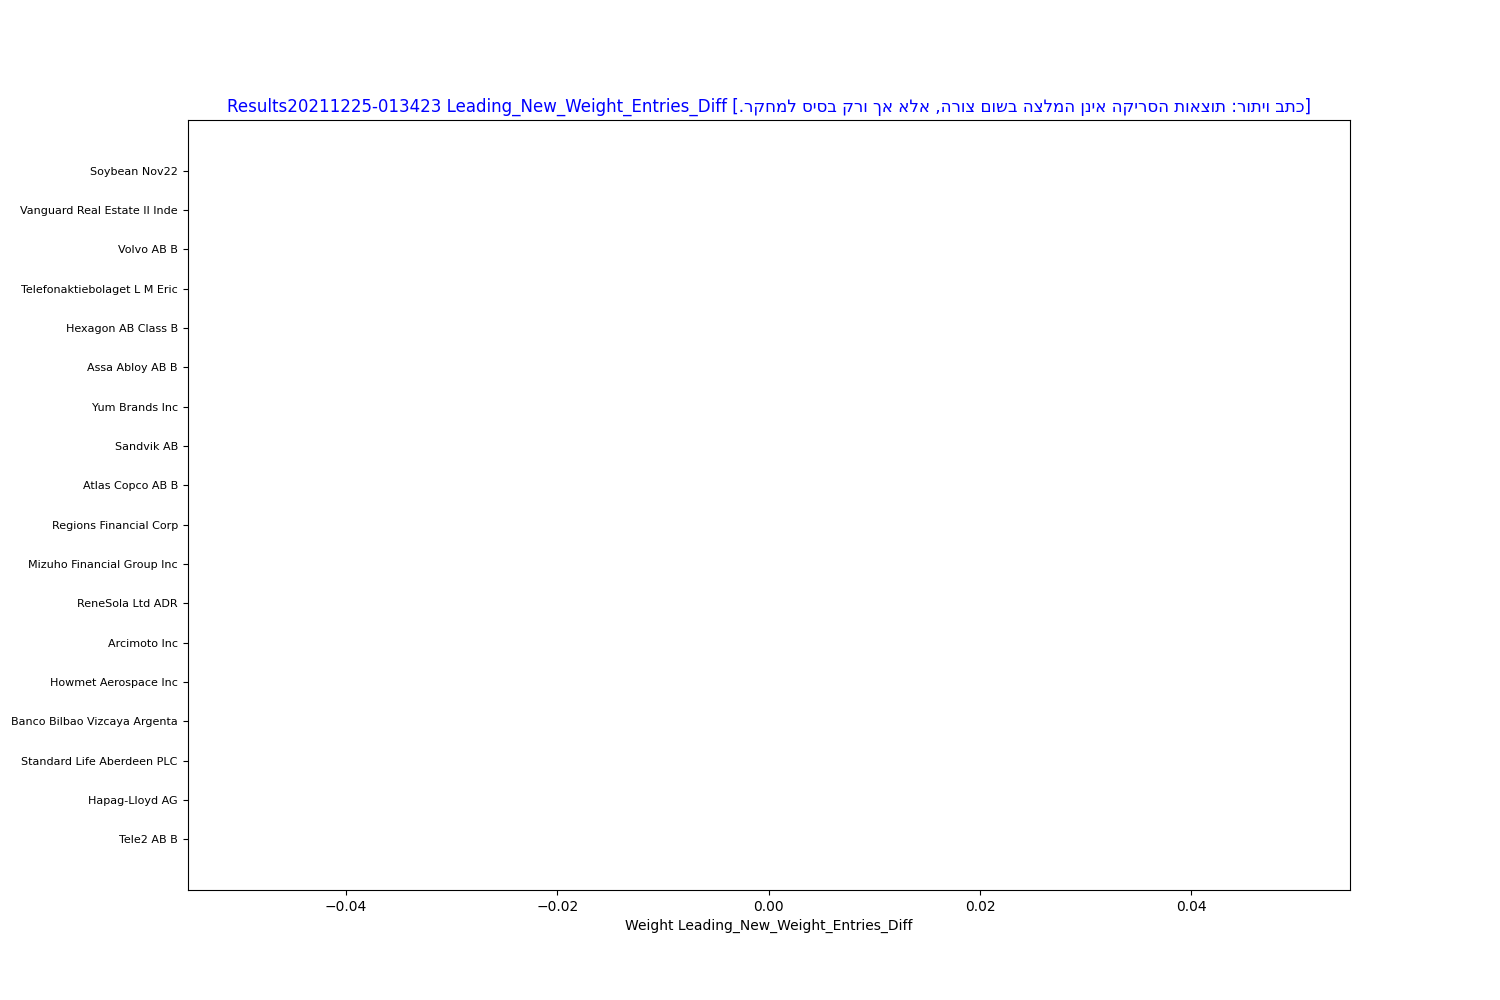 Results20211225-013423 Leading_New_Weight_Entries_Diff [כתב ויתור: תוצאות הסריקה אינן המלצה בשום צורה, אלא אך ורק בסיס למחקר.]
Soybean Nov22
Vanguard Real Estate II Inde
Volvo AB B
Telefonaktiebolaget L M Eric
Hexagon AB Class B
Assa Abloy AB B
Yum Brands Inc
Sandvik AB
Atlas Copco AB B
Regions Financial Corp
Mizuho Financial Group Inc
ReneSola Ltd ADR
Arcimoto Inc
Howmet Aerospace Inc
Banco Bilbao Vizcaya Argenta
Standard Life Aberdeen PLC
Hapag-Lloyd AG
Tele2 AB B
−0.04 −0.02 0.00 0.02 0.04
Weight Leading_New_Weight_Entries_Diff